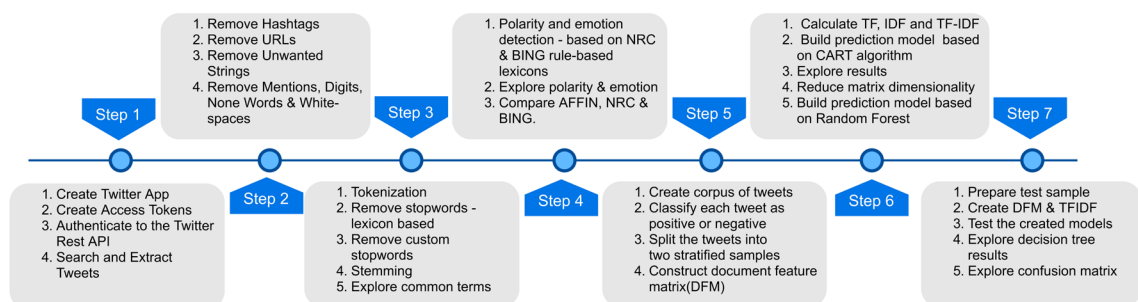 1. Remove Hashtags
2. Remove URLs
3. Remove Unwanted
Strings
4. Remove Mentions, Digits,
None Words & White-
spaces
1. Polarity and emotion
detection - based on NRC
& BING rule-based
lexicons
2. Explore polarity & emotion
3. Compare AFFIN, NRC &
BING.
1. Calculate TF, IDF and TF-IDF
2. Build prediction model based
on CART algorithm
3. Explore results
4. Reduce matrix dimensionality
5. Build prediction model based
on Random Forest
Step 1
Step 3
Step 5
Step 7
Step 2
Step 4
Step 6
1. Create Twitter App
2. Create Access Tokens
3. Authenticate to the Twitter
Rest API
4. Search and Extract
Tweets
1. Tokenization
2. Remove stopwords -
lexicon based
3. Remove custom
stopwords
4. Stemming
5. Explore common terms
1. Create corpus of tweets
2. Classify each tweet as
positive or negative
3. Split the tweets into
two stratified samples
4. Construct document feature
matrix(DFM)
1. Prepare test sample
2. Create DFM & TFIDF
3. Test the created models
4. Explore decision tree
results
5. Explore confusion matrix